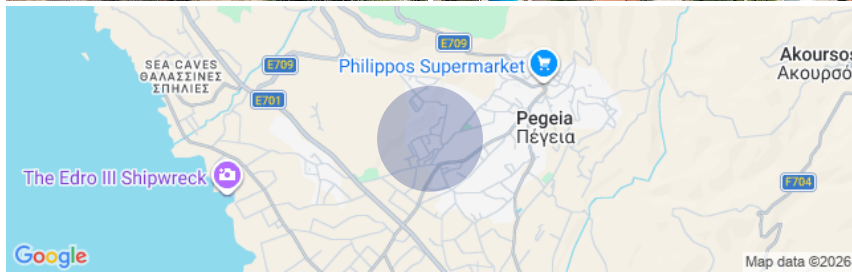 E709
SEA CAVES
ΘΑΛΑΣΣΙΝΕΣ
ΣΠΗΛΙΕΣ
E709
Philippos Supermarket
Akoursos
Ακουρσό
E701
Pegeia
Πέγεια
The Edro III Shipwreck
F704
Google
Map data ©2026